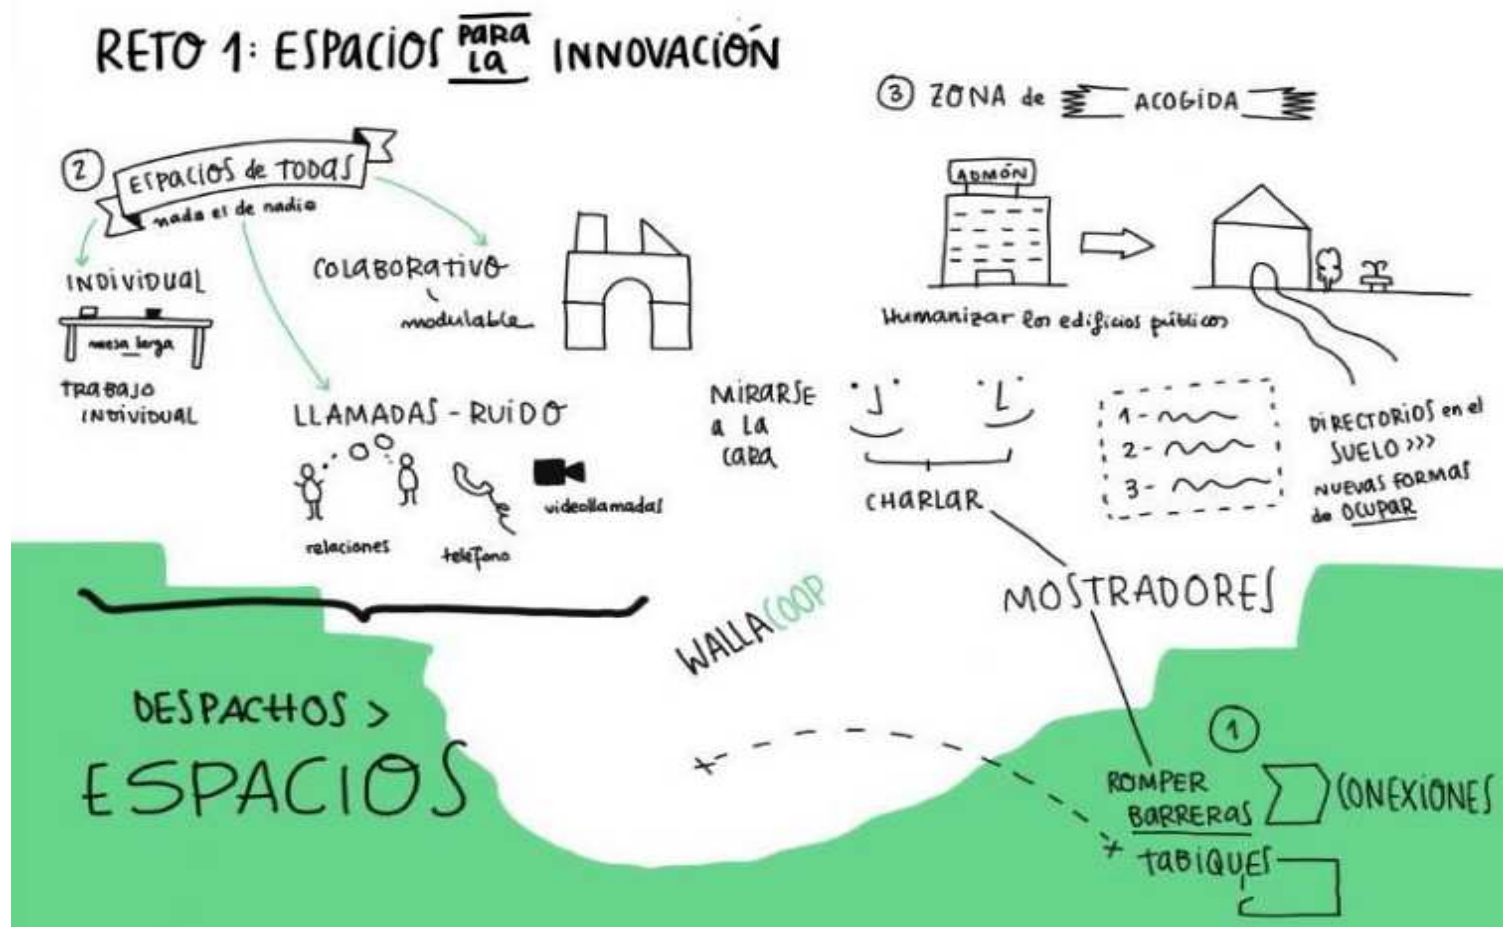 RETO 1: ESPACIOS PARA LA INNOVACIÓN
2 ESPACIOS de TODAS
nada es de nadie
INDIVIDUAL
mesa larga
TRABAJO
INDIVIDUAL
COLABORATIVO
modulable
LLAMADAS - RUIDO
relaciones
teléfono
videollamadas
DESPACHOS >
ESPACIOS
WALLACOOP
3 ZONA de ACOGIDA
ADMÓN
Humanizar los edificios públicos
MIRARSE
a LA
CARA
CHARLAR
1 -
2 -
3 -
DIRECTORIOS en el
SUELO >>>
NUEVAS FORMAS
de OCUPAR
MOSTRADORES
1
ROMPER
BARRERAS
CONEXIONES
TABIQUES